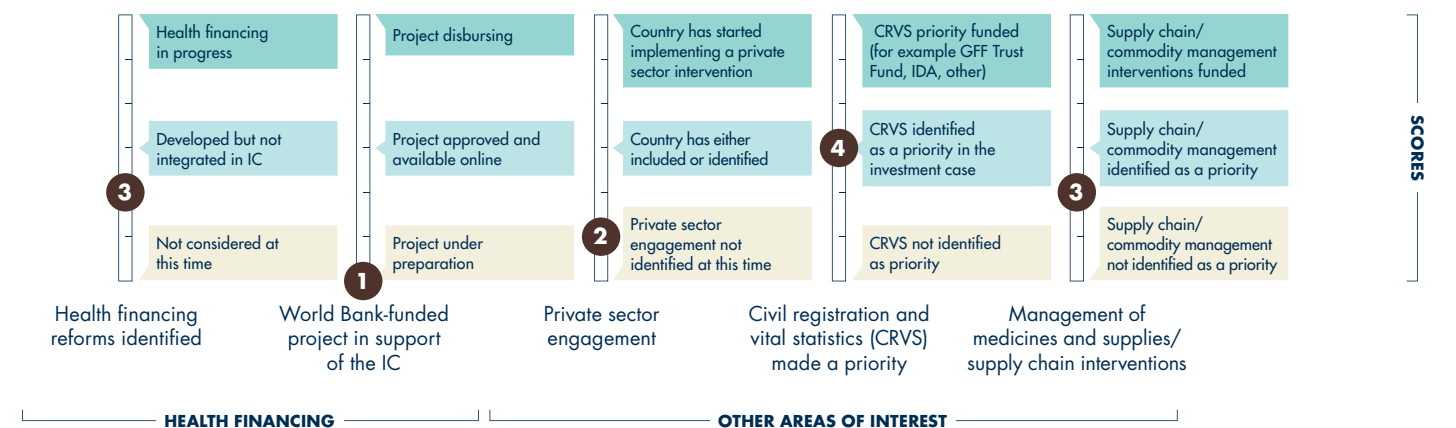 Health financing
in progress
Developed but not
integrated in IC
3
Not considered at
this time
Health financing
reforms identified
Project disbursing
Project approved and
available online
Project under
preparation
1
World Bank-funded
project in support
of the IC
Country has started
implementing a private
sector intervention
Country has either
included or identified
2
Private sector
engagement not
identified at this time
Private sector
engagement
CRVS priority funded
(for example GFF Trust
Fund, IDA, other)
4
CRVS identified
as a priority in the
investment case
CRVS not identified
as priority
Civil registration and
vital statistics (CRVS)
made a priority
Supply chain/
commodity management
interventions funded
Supply chain/
commodity management
identified as a priority
3
Supply chain/
commodity management
not identified as a priority
Management of
medicines and supplies/
supply chain interventions
SCORES
HEALTH FINANCING
OTHER AREAS OF INTEREST